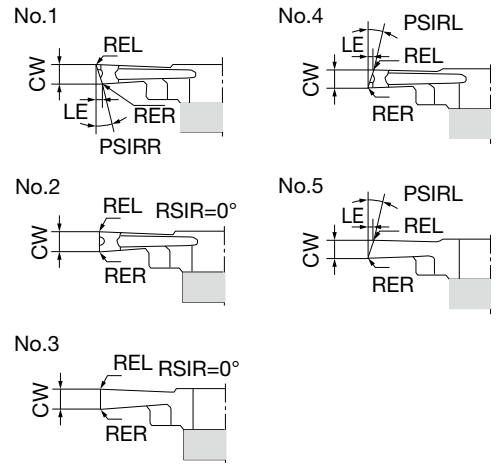 No.1
REL
CW
LE
RER
PSIRR
No.2
REL
RSIR=0°
CW
RER
No.3
REL
RSIR=0°
CW
RER
No.4
PSIRL
LE
REL
CW
RER
No.5
PSIRL
LE
REL
CW
RER